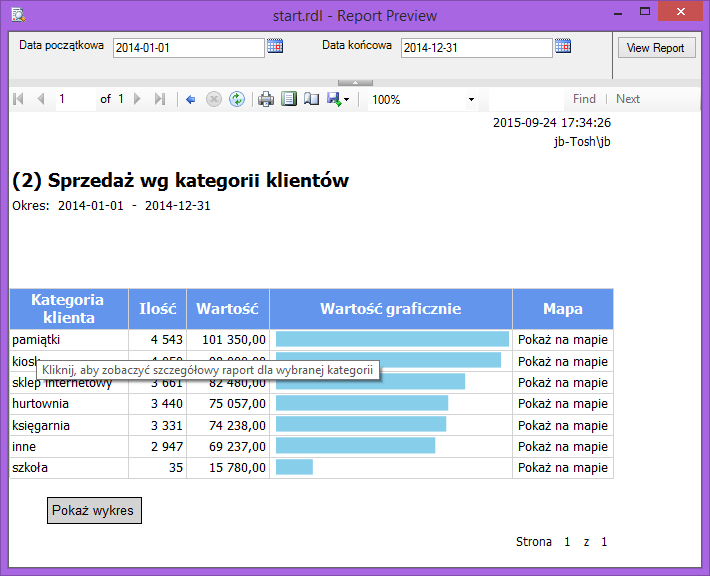 start.rdl - Report Preview
Data początkowa 2014-01-01 Data końcowa 2014-12-31 View Report
1 of 1 100% Find Next
2015-09-24 17:34:26
jb-Tosh\jb
(2) Sprzedaż wg kategorii klientów
Okres: 2014-01-01 - 2014-12-31
Kategoria klienta Ilość Wartość Wartość graficznie Mapa
pamiątki 4 543 101 350,00 Pokaż na mapie
kiosk Pokaż na mapie
Kliknij, aby zobaczyć szczegółowy raport dla wybranej kategorii
sklep internetowy 3 661 82 480,00 Pokaż na mapie
hurtownia 3 440 75 057,00 Pokaż na mapie
księgarnia 3 331 74 238,00 Pokaż na mapie
inne 2 947 69 237,00 Pokaż na mapie
szkoła 35 15 780,00 Pokaż na mapie
Pokaż wykres
Strona 1 z 1